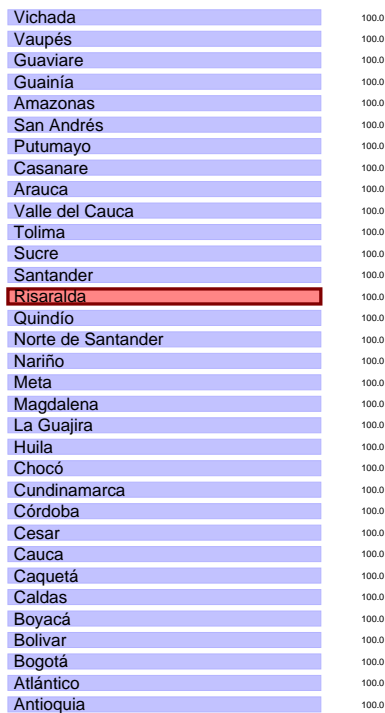 Vichada 100.0
Vaupés 100.0
Guaviare 100.0
Guainía 100.0
Amazonas 100.0
San Andrés 100.0
Putumayo 100.0
Casanare 100.0
Arauca 100.0
Valle del Cauca 100.0
Tolima 100.0
Sucre 100.0
Santander 100.0
Risaralda 100.0
Quindío 100.0
Norte de Santander 100.0
Nariño 100.0
Meta 100.0
Magdalena 100.0
La Guajira 100.0
Huila 100.0
Chocó 100.0
Cundinamarca 100.0
Córdoba 100.0
Cesar 100.0
Cauca 100.0
Caquetá 100.0
Caldas 100.0
Boyacá 100.0
Bolivar 100.0
Bogotá 100.0
Atlántico 100.0
Antioquia 100.0